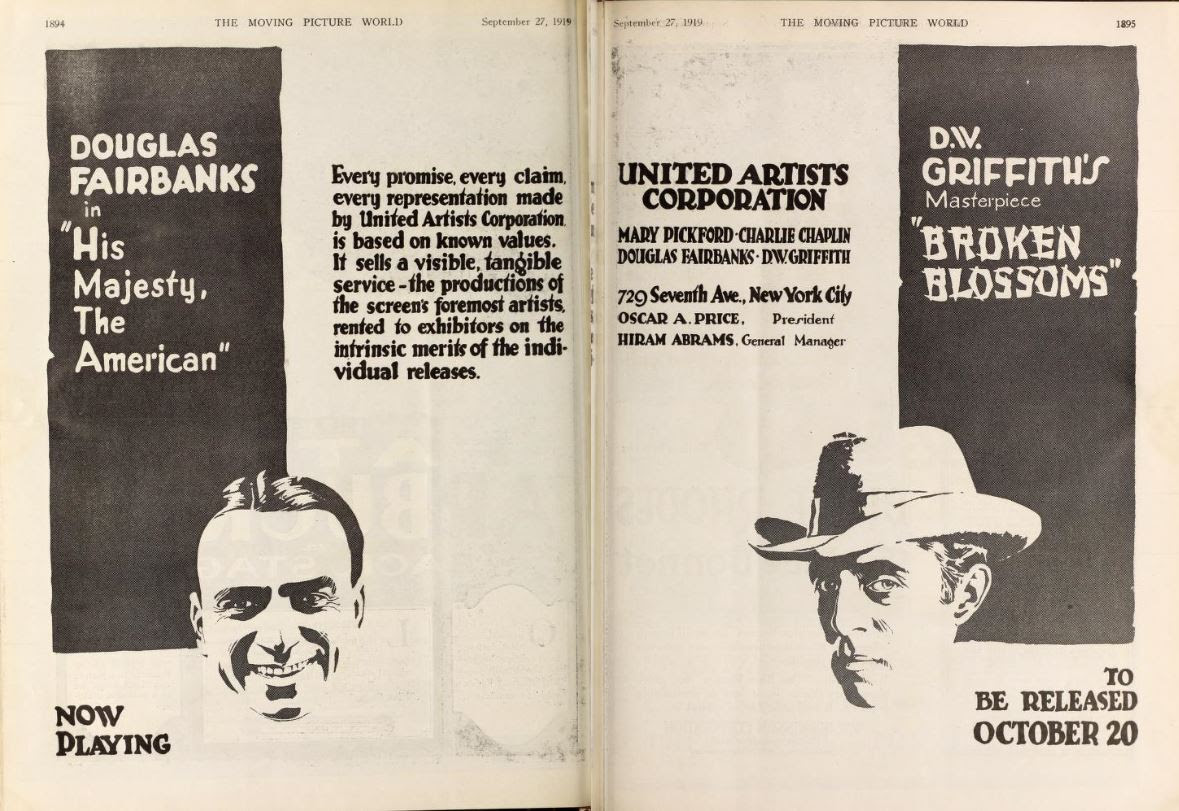 1894 THE MOVING PICTURE WORLD September 27, 1919
DOUGLAS
FAIRBANKS
in
"His
Majesty,
The
American"
Every promise, every claim,
every representation made
by United Artists Corporation
is based on known values.
It sells a visible, tangible
service - the productions of
the screen's foremost artists,
rented to exhibitors on the
intrinsic merits of the indi-
vidual releases.
NOW
PLAYING
September 27, 1919 THE MOVING PICTURE WORLD 1895
UNITED ARTISTS
CORPORATION
MARY PICKFORD · CHARLIE CHAPLIN
DOUGLAS FAIRBANKS · D.W. GRIFFITH
729 Seventh Ave., New York City
OSCAR A. PRICE, President
HIRAM ABRAMS, General Manager
D.W.
GRIFFITH'S
Masterpiece
"BROKEN
BLOSSOMS"
TO
BE RELEASED
OCTOBER 20